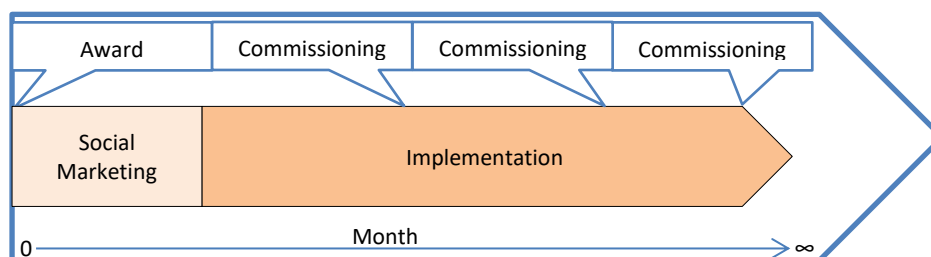 Award
Commissioning
Commissioning
Commissioning
Social
Marketing
Implementation
0
Month
∞